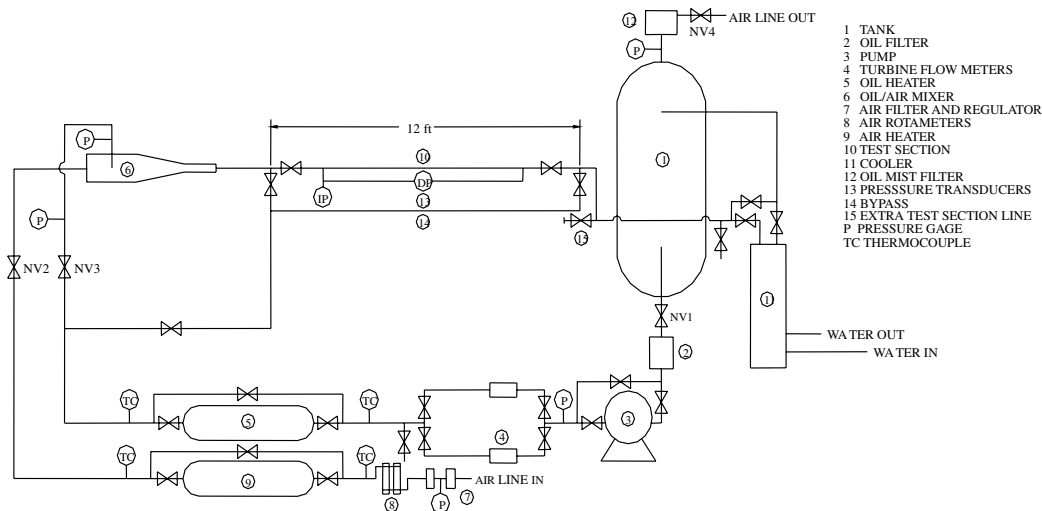 12
AIR LINE OUT
NV4
P
1 TANK
2 OIL FILTER
3 PUMP
4 TURBINE FLOW METERS
5 OIL HEATER
6 OIL/AIR MIXER
7 AIR FILTER AND REGULATOR
8 AIR ROTAMETERS
9 AIR HEATER
10 TEST SECTION
11 COOLER
12 OIL MIST FILTER
13 PRESSSURE TRANSDUCERS
14 BYPASS
15 EXTRA TEST SECTION LINE
P PRESSURE GAGE
TC THERMOCOUPLE
12 ft
P
6
10
1
IP
DP
13
14
P
15
NV2
NV3
11
NV1
WATER OUT
WATER IN
2
TC
TC
P
5
4
3
TC
TC
9
8
P
7
AIR LINE IN